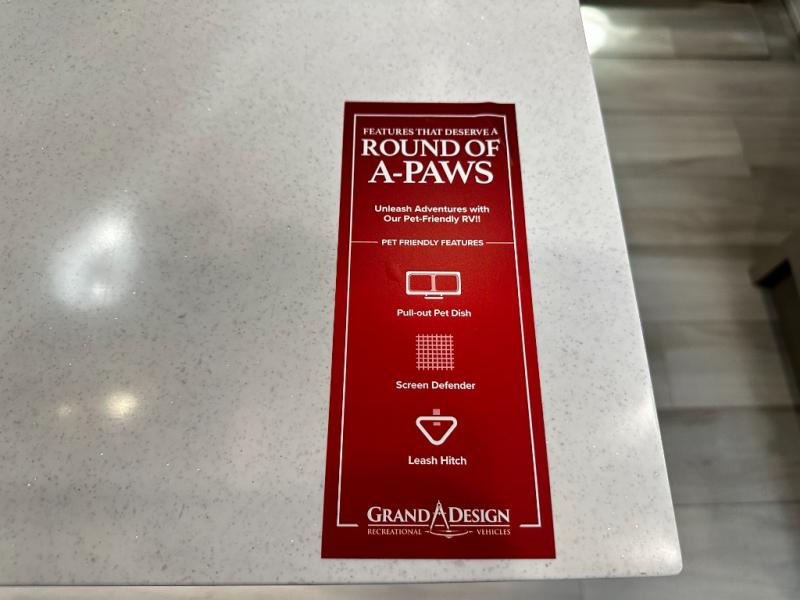 FEATURES THAT DESERVE A
ROUND OF
A-PAWS
Unleash Adventures with
Our Pet-Friendly RV!!
PET FRIENDLY FEATURES
Pull-out Pet Dish
Screen Defender
Leash Hitch
GRAND DESIGN
RECREATIONAL VEHICLES